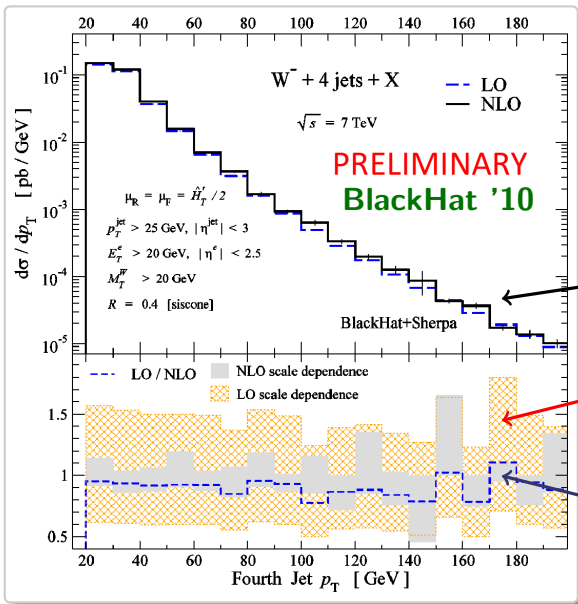 20 40 60 80 100 120 140 160 180
10⁻¹
10⁻²
10⁻³
10⁻⁴
10⁻⁵
dσ / dp_T [ pb / GeV ]
W⁻ + 4 jets + X
√s = 7 TeV
LO
NLO
PRELIMINARY
BlackHat '10
μ_R = μ_F = Ĥ_T' / 2
p_T^jet > 25 GeV, | η^jet | < 3
E_T^e > 20 GeV, | η^e | < 2.5
M_T^W > 20 GeV
R = 0.4 [siscone]
BlackHat+Sherpa
LO / NLO
NLO scale dependence
LO scale dependence
1.5
1
0.5
20 40 60 80 100 120 140 160 180
Fourth Jet p_T [ GeV ]